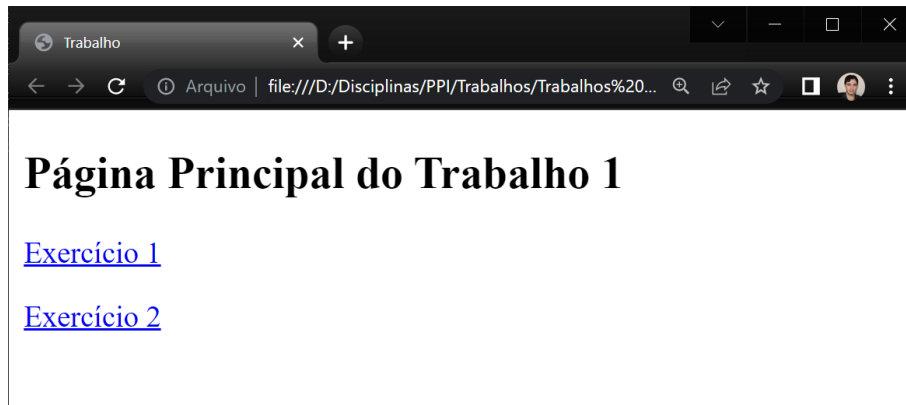 Trabalho
Arquivo | file:///D:/Disciplinas/PPI/Trabalhos/Trabalhos%20...
Página Principal do Trabalho 1
Exercício 1
Exercício 2